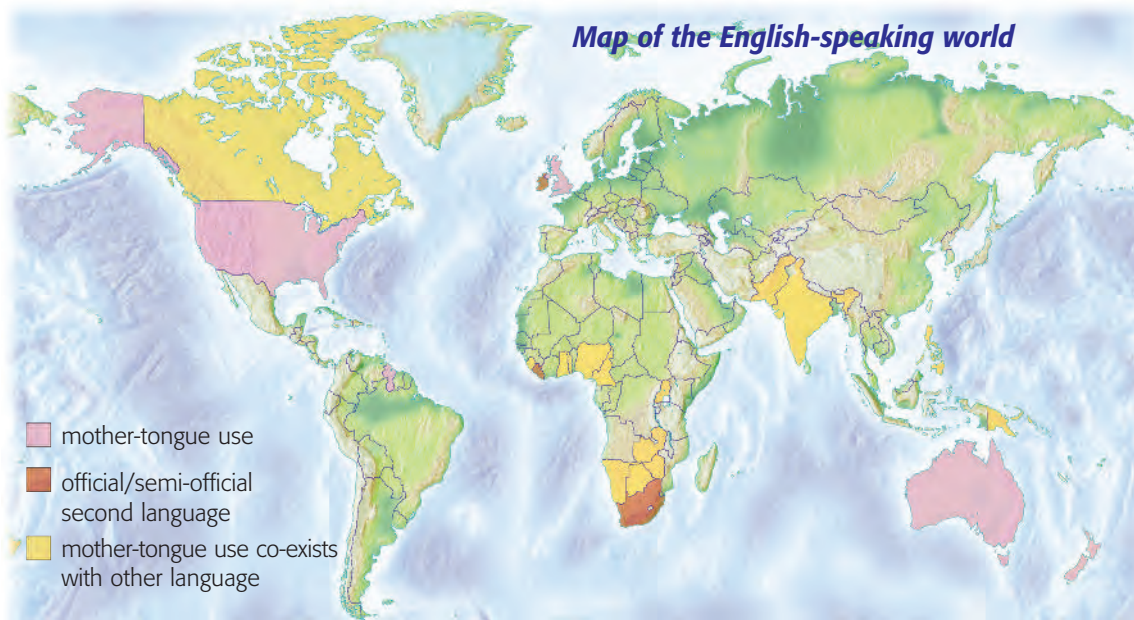 Map of the English-speaking world
mother-tongue use
official/semi-official
second language
mother-tongue use co-exists
with other language